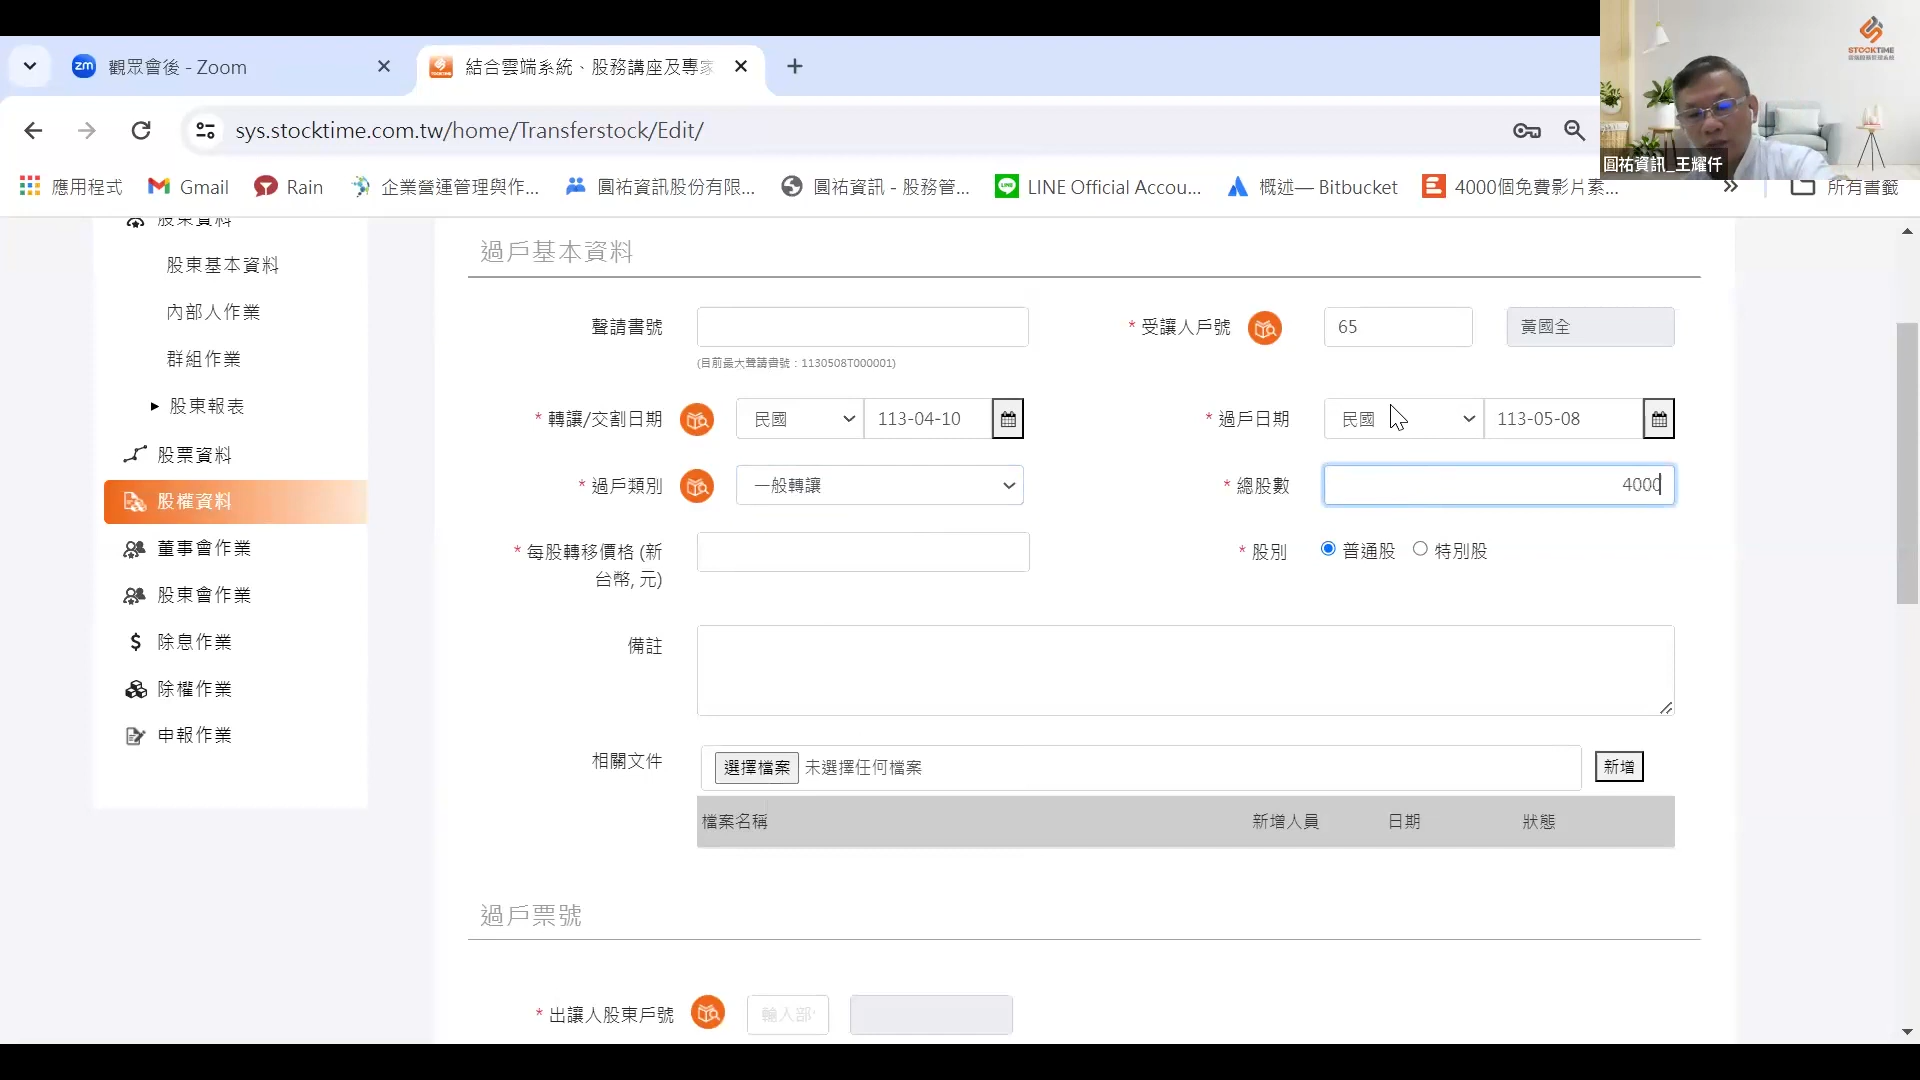 觀眾會後 - Zoom
結合雲端系統、股務講座及專家
sys.stocktime.com.tw/home/Transferstock/Edit/
STOCKTIME
圓祐資訊_王耀仟
應用程式
Gmail
Rain
企業營運管理與作...
圓祐資訊股份有限...
圓祐資訊 - 股務管...
LINE Official Accou...
概述— Bitbucket
4000個免費影片素...
所有書籤
股東資料
股東基本資料
內部人作業
群組作業
股東報表
股票資料
股權資料
董事會作業
股東會作業
除息作業
除權作業
申報作業
過戶基本資料
聲請書號
* 受讓人戶號 65 黃國全
(目前最大聲請書號：1130508T000001)
* 轉讓/交割日期 民國 113-04-10
* 過戶日期 民國 113-05-08
* 過戶類別 一般轉讓
* 總股數 4000
* 每股轉移價格 (新
台幣, 元)
* 股別 普通股 特別股
備註
相關文件 選擇檔案 未選擇任何檔案 新增
檔案名稱 新增人員 日期 狀態
過戶票號
* 出讓人股東戶號 輸入部